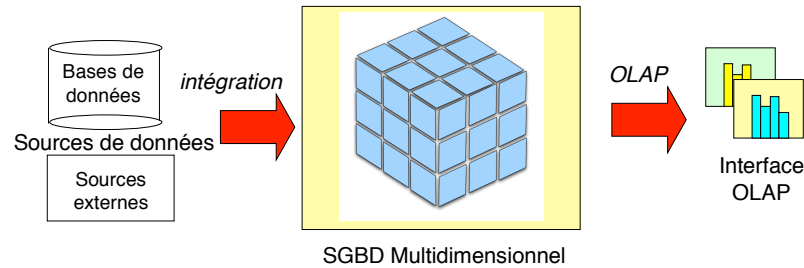 Bases de
données
Sources de données
Sources
externes
intégration
SGBD Multidimensionnel
OLAP
Interface
OLAP